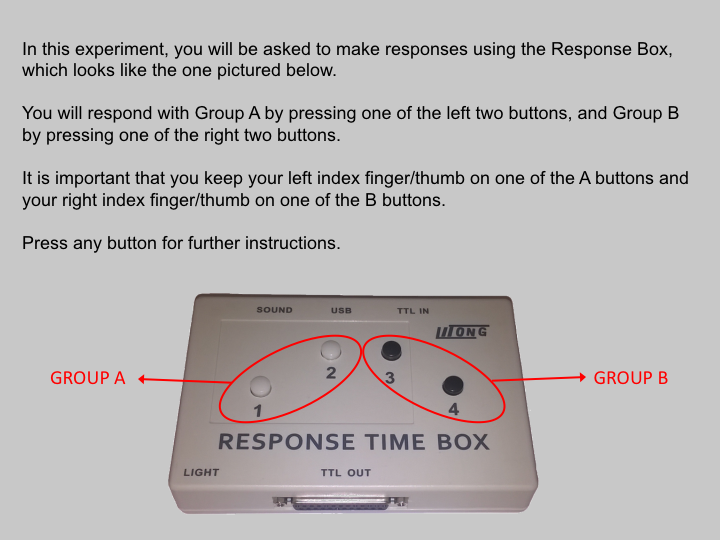 In this experiment, you will be asked to make responses using the Response Box,
which looks like the one pictured below.
You will respond with Group A by pressing one of the left two buttons, and Group B
by pressing one of the right two buttons.
It is important that you keep your left index finger/thumb on one of the A buttons and
your right index finger/thumb on one of the B buttons.
Press any button for further instructions.
SOUND USB TTL IN
LITONG
2 3
GROUP A GROUP B
1 4
RESPONSE TIME BOX
LIGHT TTL OUT